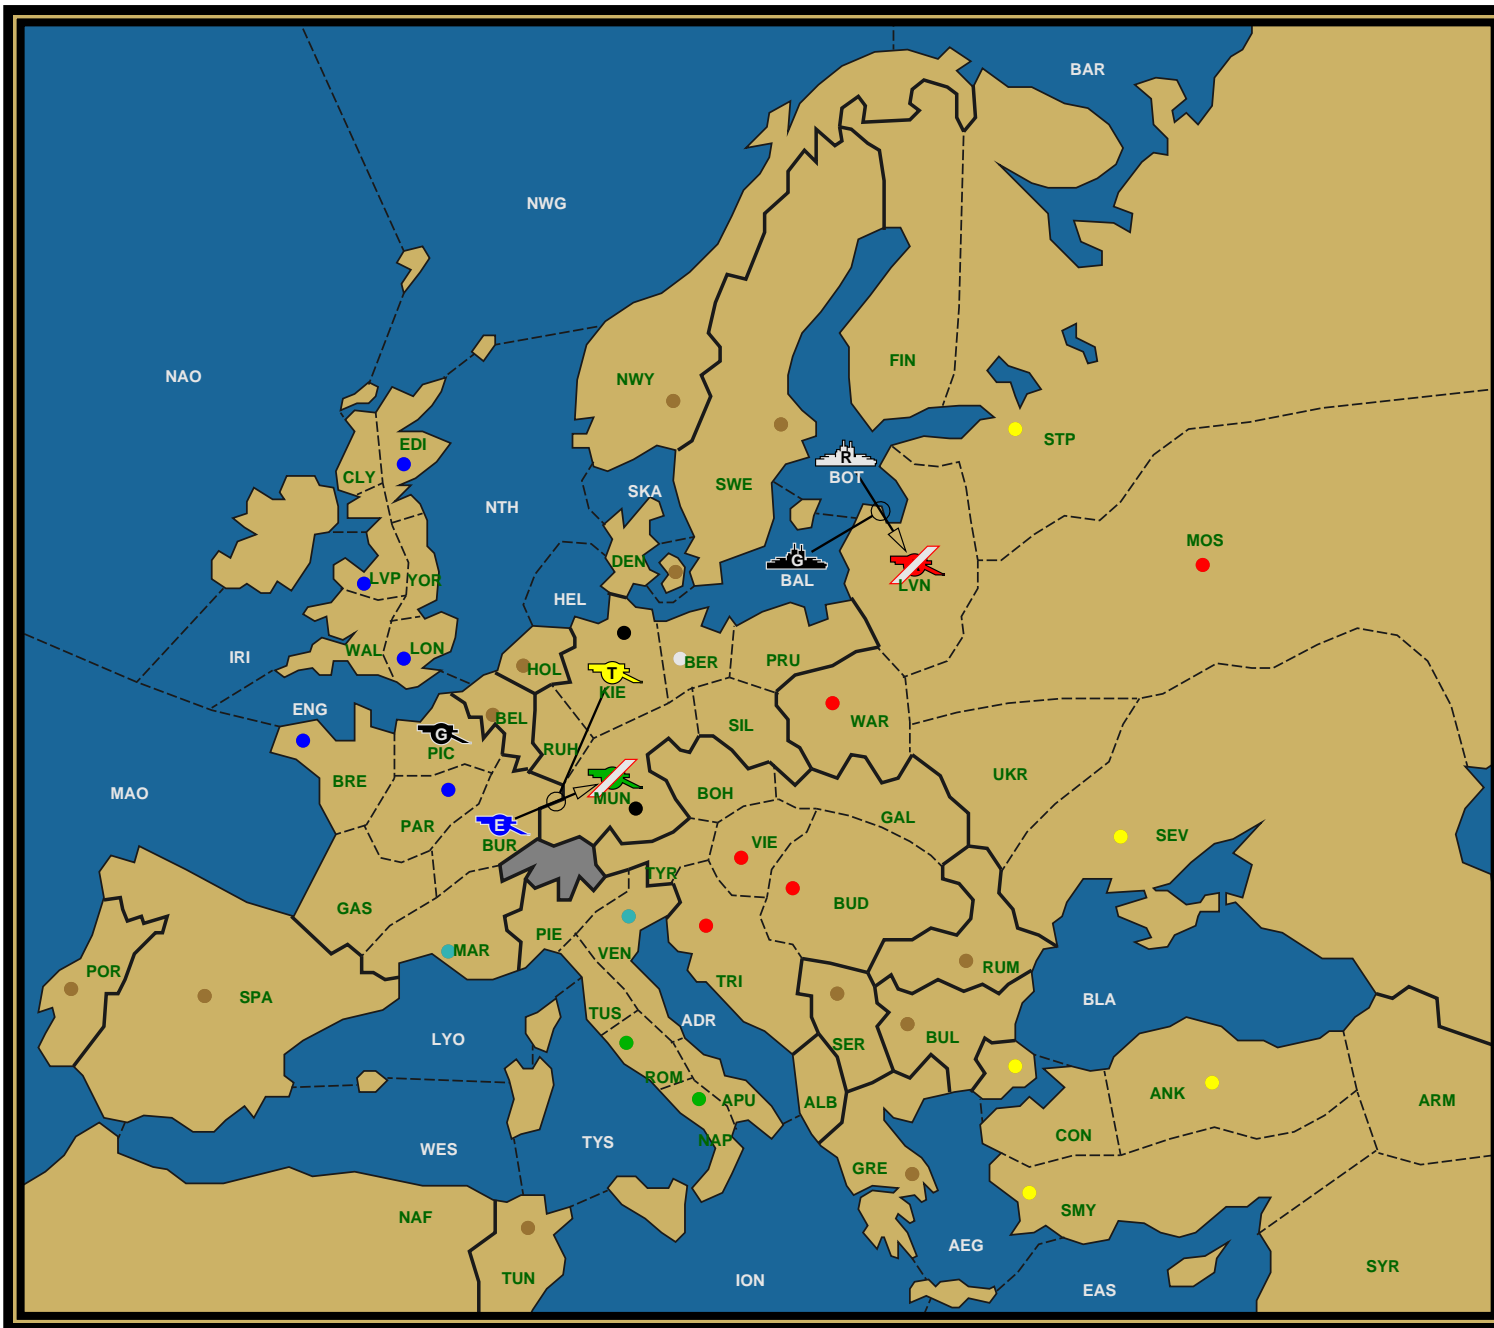 BAR
NWG
NAO
FIN
NWY
STP
EDI
CLY
R
BOT
SKA
SWE
NTH
MOS
DEN
G
BAL
LVN
LVP YOR
HEL
WAL
LON
IRI
HOL
BER
PRU
T
KIE
ENG
BEL
WAR
SIL
G
PIC
RUH
UKR
BRE
MUN
BOH
MAO
GAL
PAR
E
BUR
VIE
SEV
TYR
BUD
GAS
PIE
VEN
MAR
POR
SPA
RUM
TRI
BLA
TUS
ADR
LYO
SER
BUL
ROM
APU
ALB
ANK
ARM
CON
NAP
TYS
WES
GRE
NAF
SMY
AEG
SYR
TUN
ION
EAS